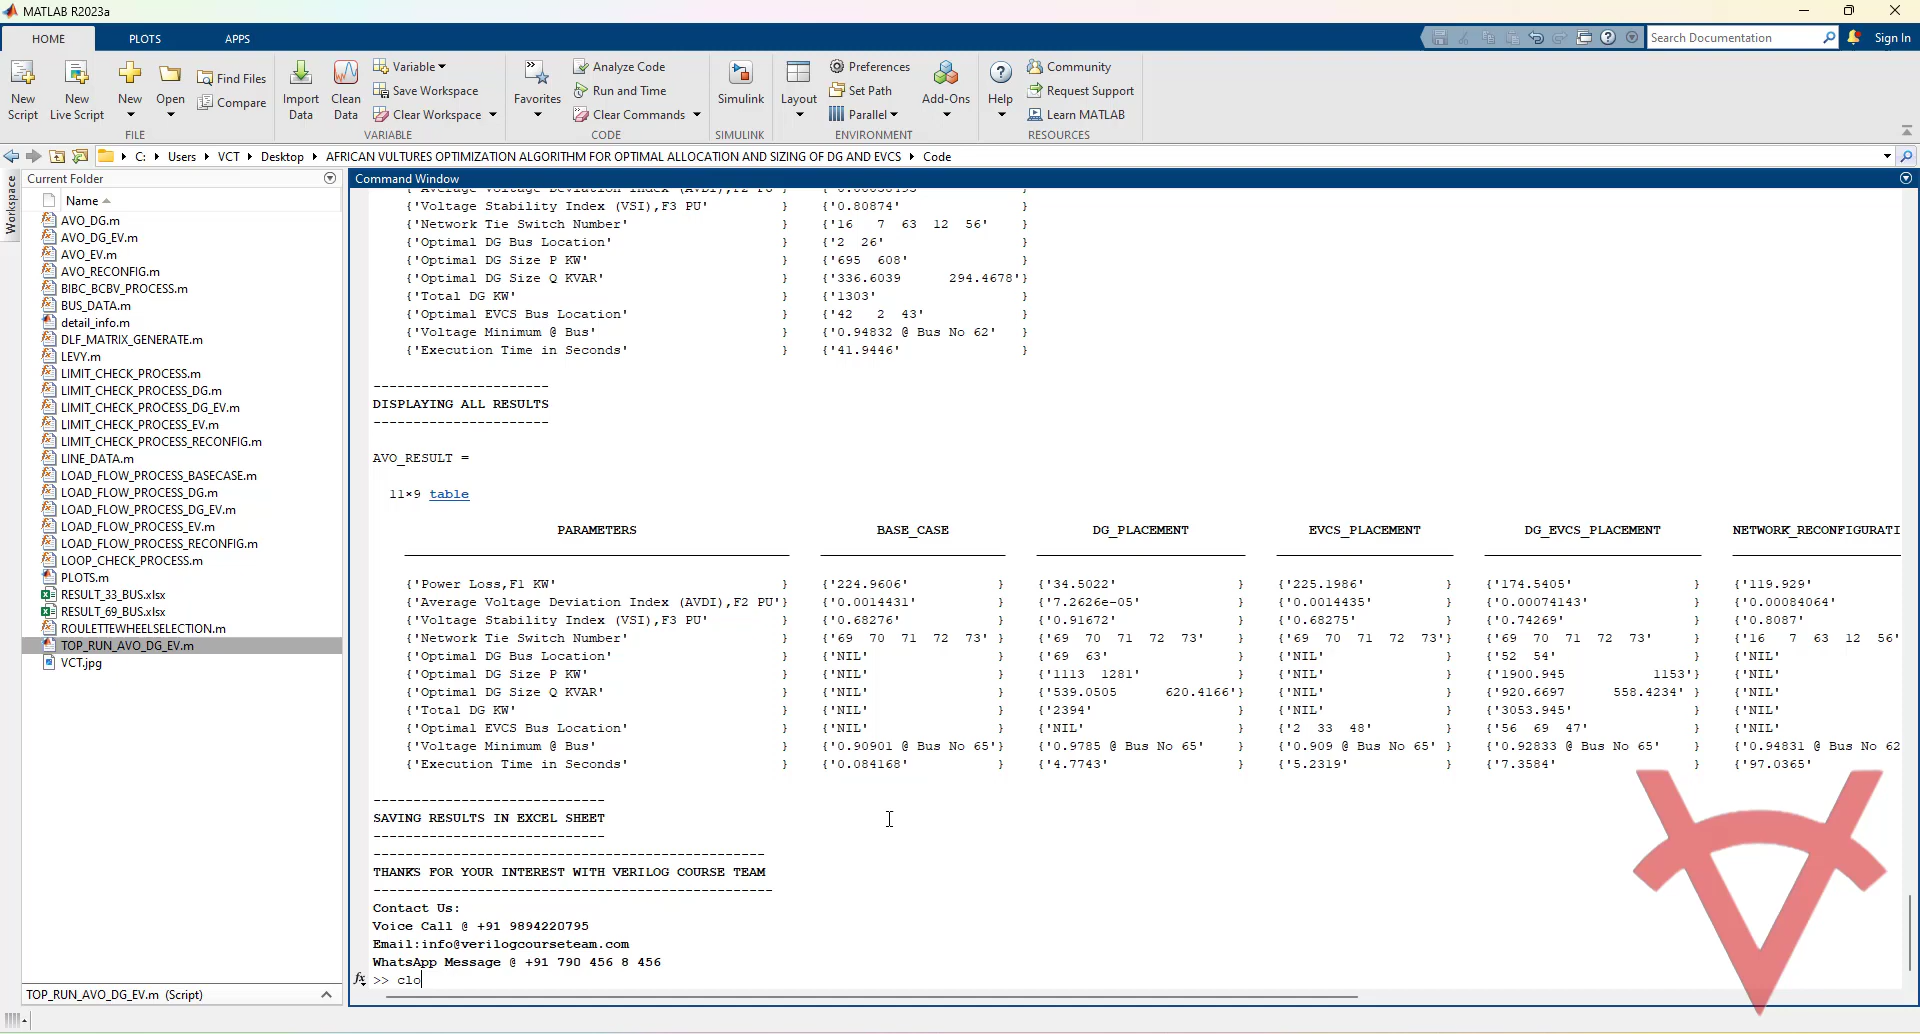 MATLAB R2023a
HOME PLOTS APPS
Search Documentation
Sign In
New Script
New Live Script
New
Open
Find Files
Compare
FILE
Import Data
Clean Data
Variable
Save Workspace
Clear Workspace
VARIABLE
Favorites
Analyze Code
Run and Time
Clear Commands
CODE
Simulink
SIMULINK
Layout
Preferences
Set Path
Parallel
Add-Ons
ENVIRONMENT
Help
Community
Request Support
Learn MATLAB
RESOURCES
C: Users VCT Desktop AFRICAN VULTURES OPTIMIZATION ALGORITHM FOR OPTIMAL ALLOCATION AND SIZING OF DG AND EVCS Code
Workspace
Current Folder
Name
AVO_DG.m
AVO_DG_EV.m
AVO_EV.m
AVO_RECONFIG.m
BIBC_BCBV_PROCESS.m
BUS_DATA.m
detail_info.m
DLF_MATRIX_GENERATE.m
LEVY.m
LIMIT_CHECK_PROCESS.m
LIMIT_CHECK_PROCESS_DG.m
LIMIT_CHECK_PROCESS_DG_EV.m
LIMIT_CHECK_PROCESS_EV.m
LIMIT_CHECK_PROCESS_RECONFIG.m
LINE_DATA.m
LOAD_FLOW_PROCESS_BASECASE.m
LOAD_FLOW_PROCESS_DG.m
LOAD_FLOW_PROCESS_DG_EV.m
LOAD_FLOW_PROCESS_EV.m
LOAD_FLOW_PROCESS_RECONFIG.m
LOOP_CHECK_PROCESS.m
PLOTS.m
RESULT_33_BUS.xlsx
RESULT_69_BUS.xlsx
ROULETTEWHEELSELECTION.m
TOP_RUN_AVO_DG_EV.m
VCT.jpg
TOP_RUN_AVO_DG_EV.m (Script)
Command Window
{'Voltage Stability Index (VSI),F3 PU' } {'0.80874' }
{'Network Tie Switch Number' } {'16 7 63 12 56' }
{'Optimal DG Bus Location' } {'2 26' }
{'Optimal DG Size P KW' } {'695 608' }
{'Optimal DG Size Q KVAR' } {'336.6039 294.4678'}
{'Total DG KW' } {'1303' }
{'Optimal EVCS Bus Location' } {'42 2 43' }
{'Voltage Minimum @ Bus' } {'0.94832 @ Bus No 62' }
{'Execution Time in Seconds' } {'41.9446' }
----------------------
DISPLAYING ALL RESULTS
----------------------
AVO_RESULT =
11×9 table
PARAMETERS BASE_CASE DG_PLACEMENT EVCS_PLACEMENT DG_EVCS_PLACEMENT NETWORK_RECONFIGURATI
{'Power Loss,F1 KW' } {'224.9606' } {'34.5022' } {'225.1986' } {'174.5405' } {'119.929'
{'Average Voltage Deviation Index (AVDI),F2 PU'} {'0.0014431' } {'7.2626e-05' } {'0.0014435' } {'0.00074143' } {'0.00084064'
{'Voltage Stability Index (VSI),F3 PU' } {'0.68276' } {'0.91672' } {'0.68275' } {'0.74269' } {'0.8087'
{'Network Tie Switch Number' } {'69 70 71 72 73' } {'69 70 71 72 73' } {'69 70 71 72 73'} {'69 70 71 72 73' } {'16 7 63 12 56'
{'Optimal DG Bus Location' } {'NIL' } {'69 63' } {'NIL' } {'52 54' } {'NIL'
{'Optimal DG Size P KW' } {'NIL' } {'1113 1281' } {'NIL' } {'1900.945 1153'} {'NIL'
{'Optimal DG Size Q KVAR' } {'NIL' } {'539.0505 620.4166'} {'NIL' } {'920.6697 558.4234' } {'NIL'
{'Total DG KW' } {'NIL' } {'2394' } {'NIL' } {'3053.945' } {'NIL'
{'Optimal EVCS Bus Location' } {'NIL' } {'NIL' } {'2 33 48' } {'56 69 47' } {'NIL'
{'Voltage Minimum @ Bus' } {'0.90901 @ Bus No 65'} {'0.9785 @ Bus No 65' } {'0.909 @ Bus No 65' } {'0.92833 @ Bus No 65' } {'0.94831 @ Bus No 62
{'Execution Time in Seconds' } {'0.084168' } {'4.7743' } {'5.2319' } {'7.3584' } {'97.0365'
-----------------------------
SAVING RESULTS IN EXCEL SHEET
-----------------------------
-------------------------------------------------
THANKS FOR YOUR INTEREST WITH VERILOG COURSE TEAM
--------------------------------------------------
Contact Us:
Voice Call @ +91 9894220795
Email:info@verilogcourseteam.com
WhatsApp Message @ +91 790 456 8 456
fx >> clo